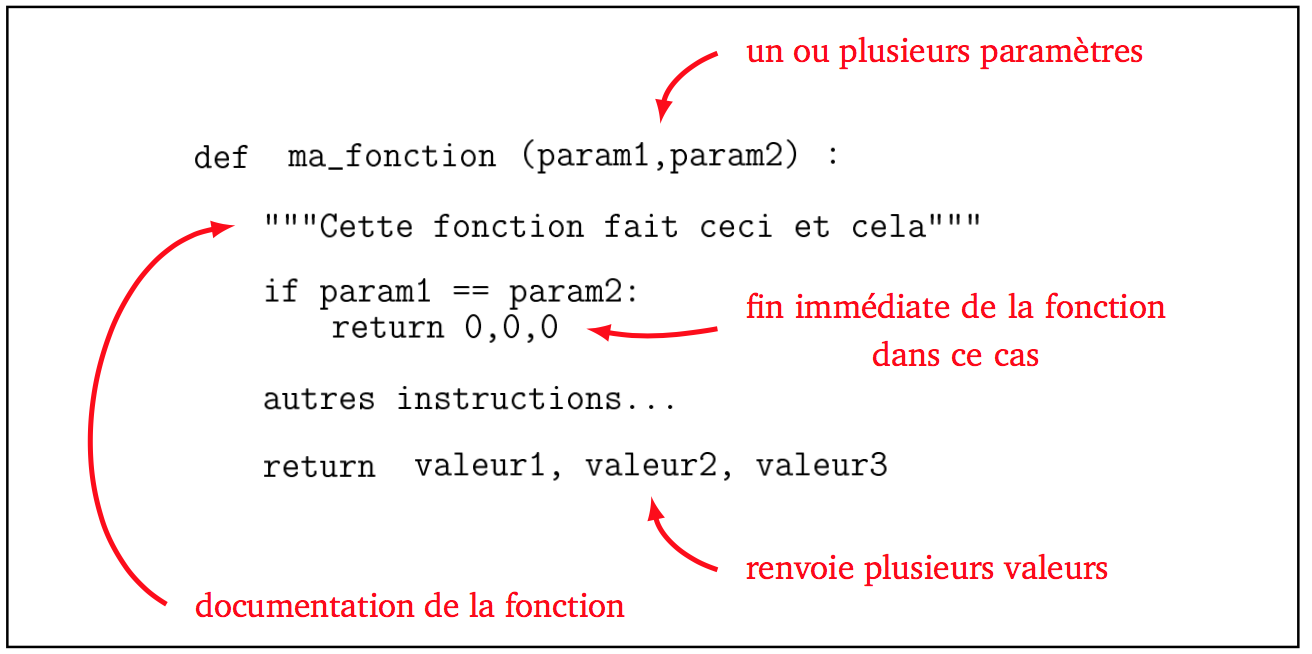 un ou plusieurs paramètres
def ma_fonction (param1,param2) :
"""Cette fonction fait ceci et cela"""
if param1 == param2:
return 0,0,0
fin immédiate de la fonction
dans ce cas
autres instructions...
return valeur1, valeur2, valeur3
renvoie plusieurs valeurs
documentation de la fonction